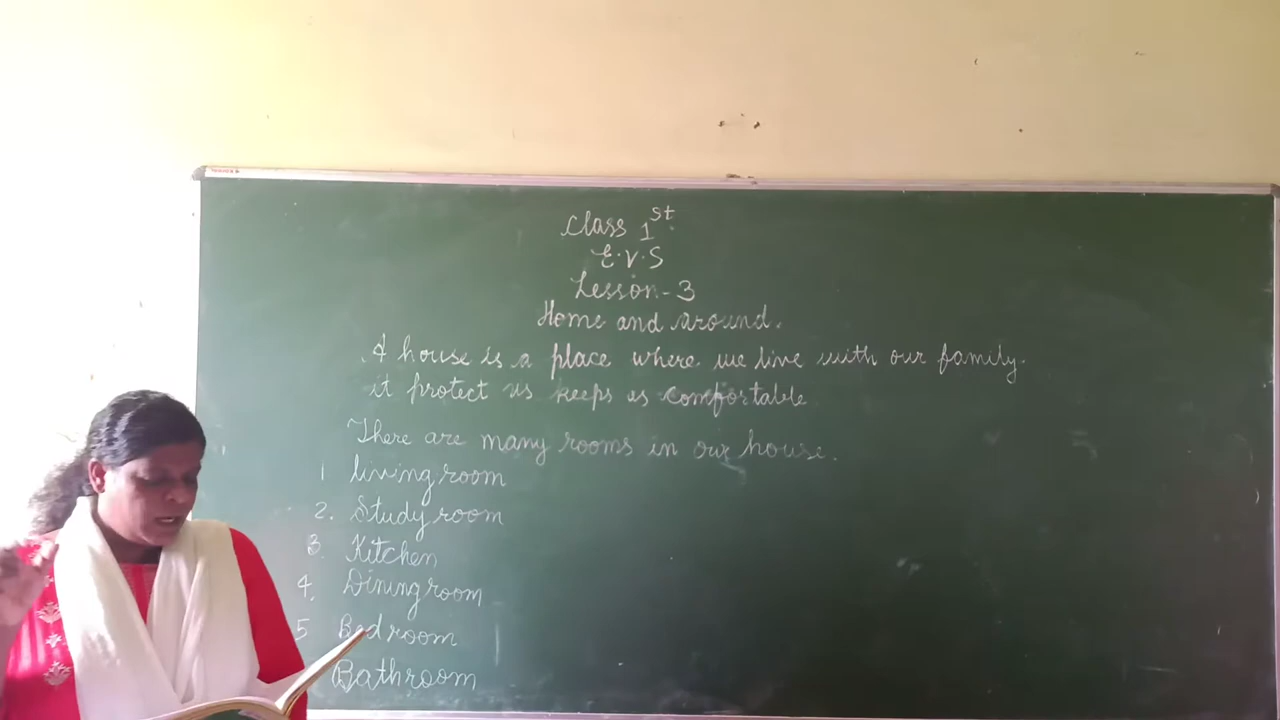 Class 1st
E.V.S
Lesson-3
Home and around.
A house is a place where we live with our family.
it protect us keeps as comfortable
There are many rooms in our house.
1 living room
2. Study room
3. Kitchen
4. Dining room
5 Bedroom
Bathroom